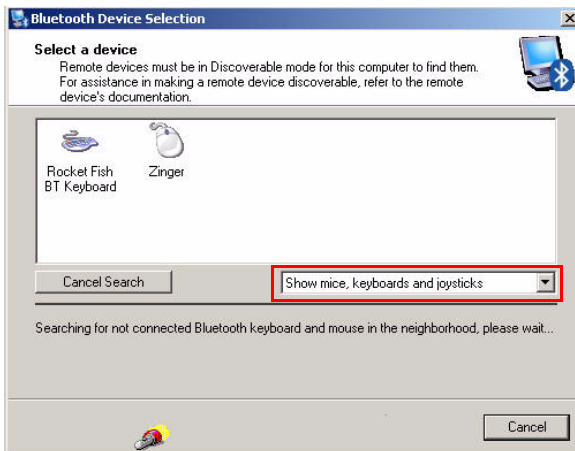 Bluetooth Device Selection
Select a device
Remote devices must be in Discoverable mode for this computer to find them.
For assistance in making a remote device discoverable, refer to the remote
device's documentation.
Rocket Fish
BT Keyboard
Zinger
Cancel Search
Show mice, keyboards and joysticks
Searching for not connected Bluetooth keyboard and mouse in the neighborhood, please wait...
Cancel